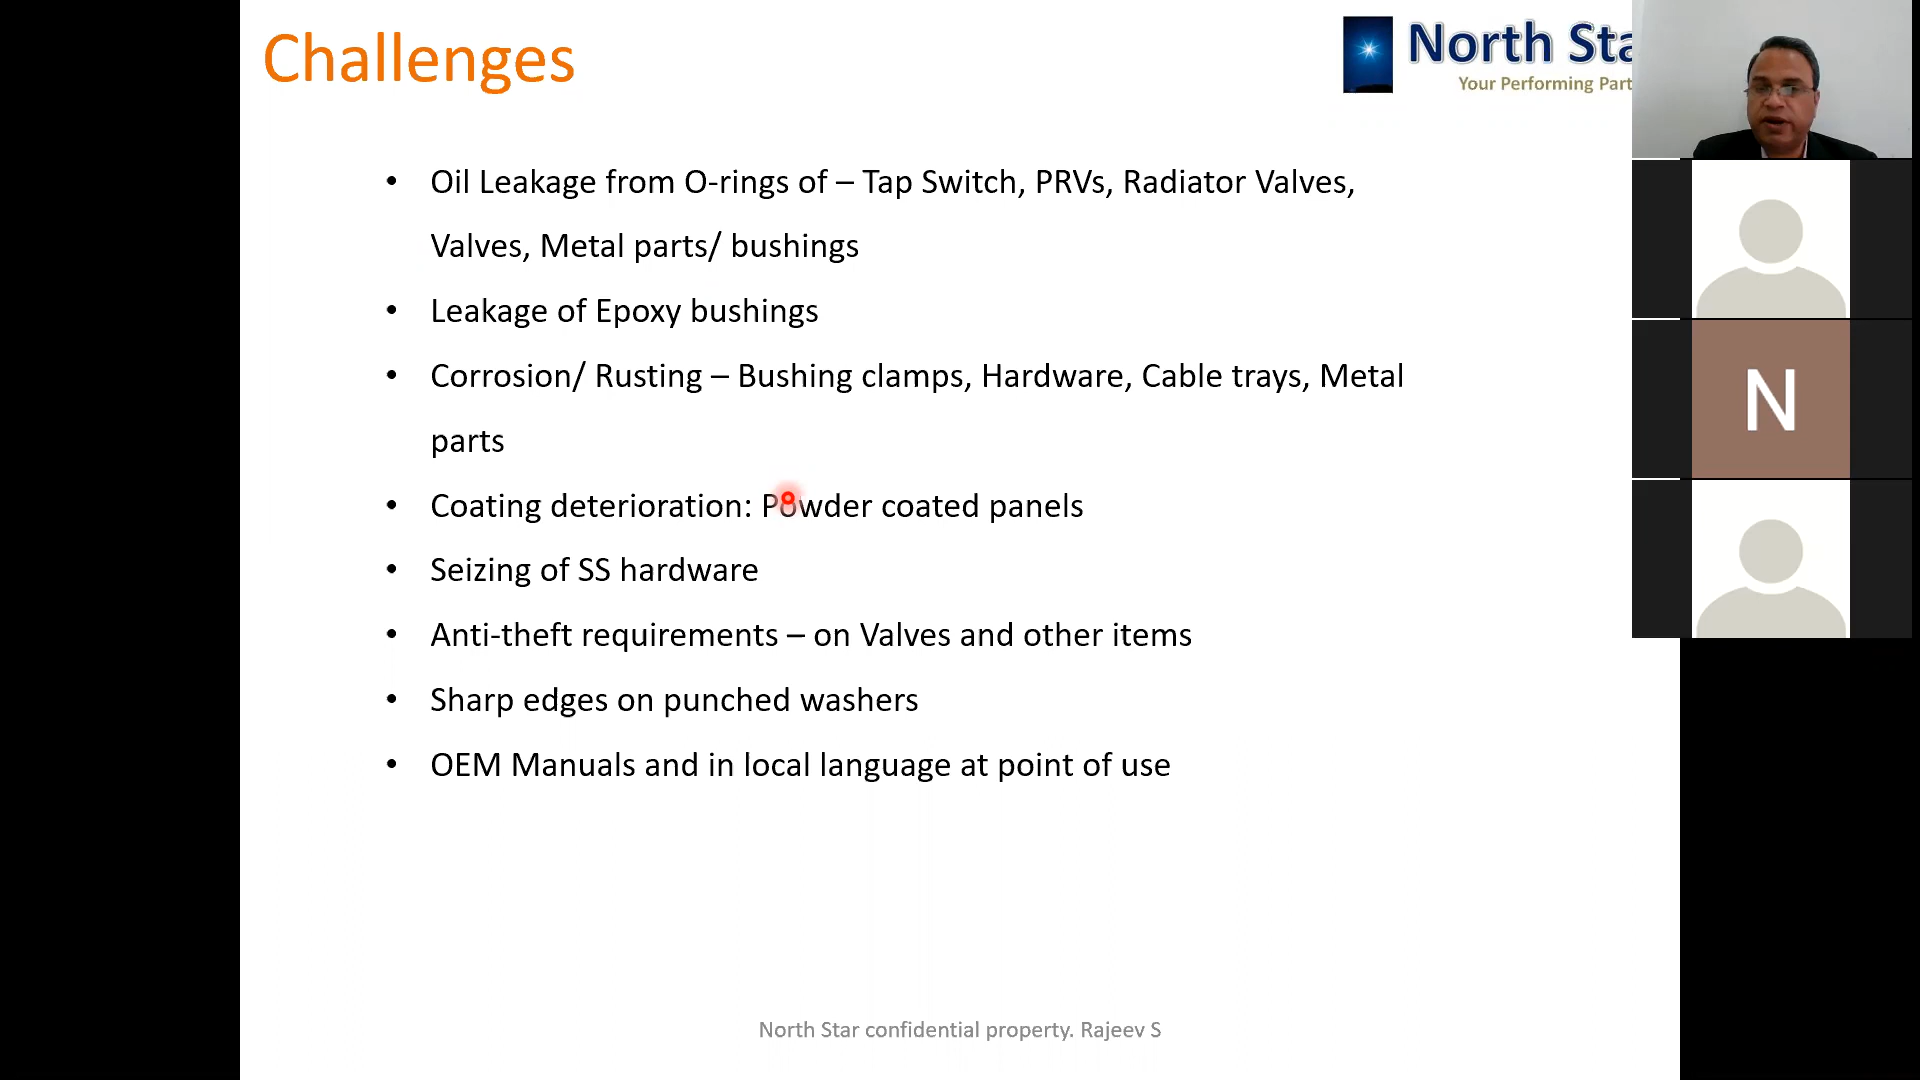 Challenges
North Sta
Your Performing Part
• Oil Leakage from O-rings of – Tap Switch, PRVs, Radiator Valves,
Valves, Metal parts/ bushings
• Leakage of Epoxy bushings
• Corrosion/ Rusting – Bushing clamps, Hardware, Cable trays, Metal
parts
• Coating deterioration: Powder coated panels
• Seizing of SS hardware
• Anti-theft requirements – on Valves and other items
• Sharp edges on punched washers
• OEM Manuals and in local language at point of use
N
North Star confidential property. Rajeev S